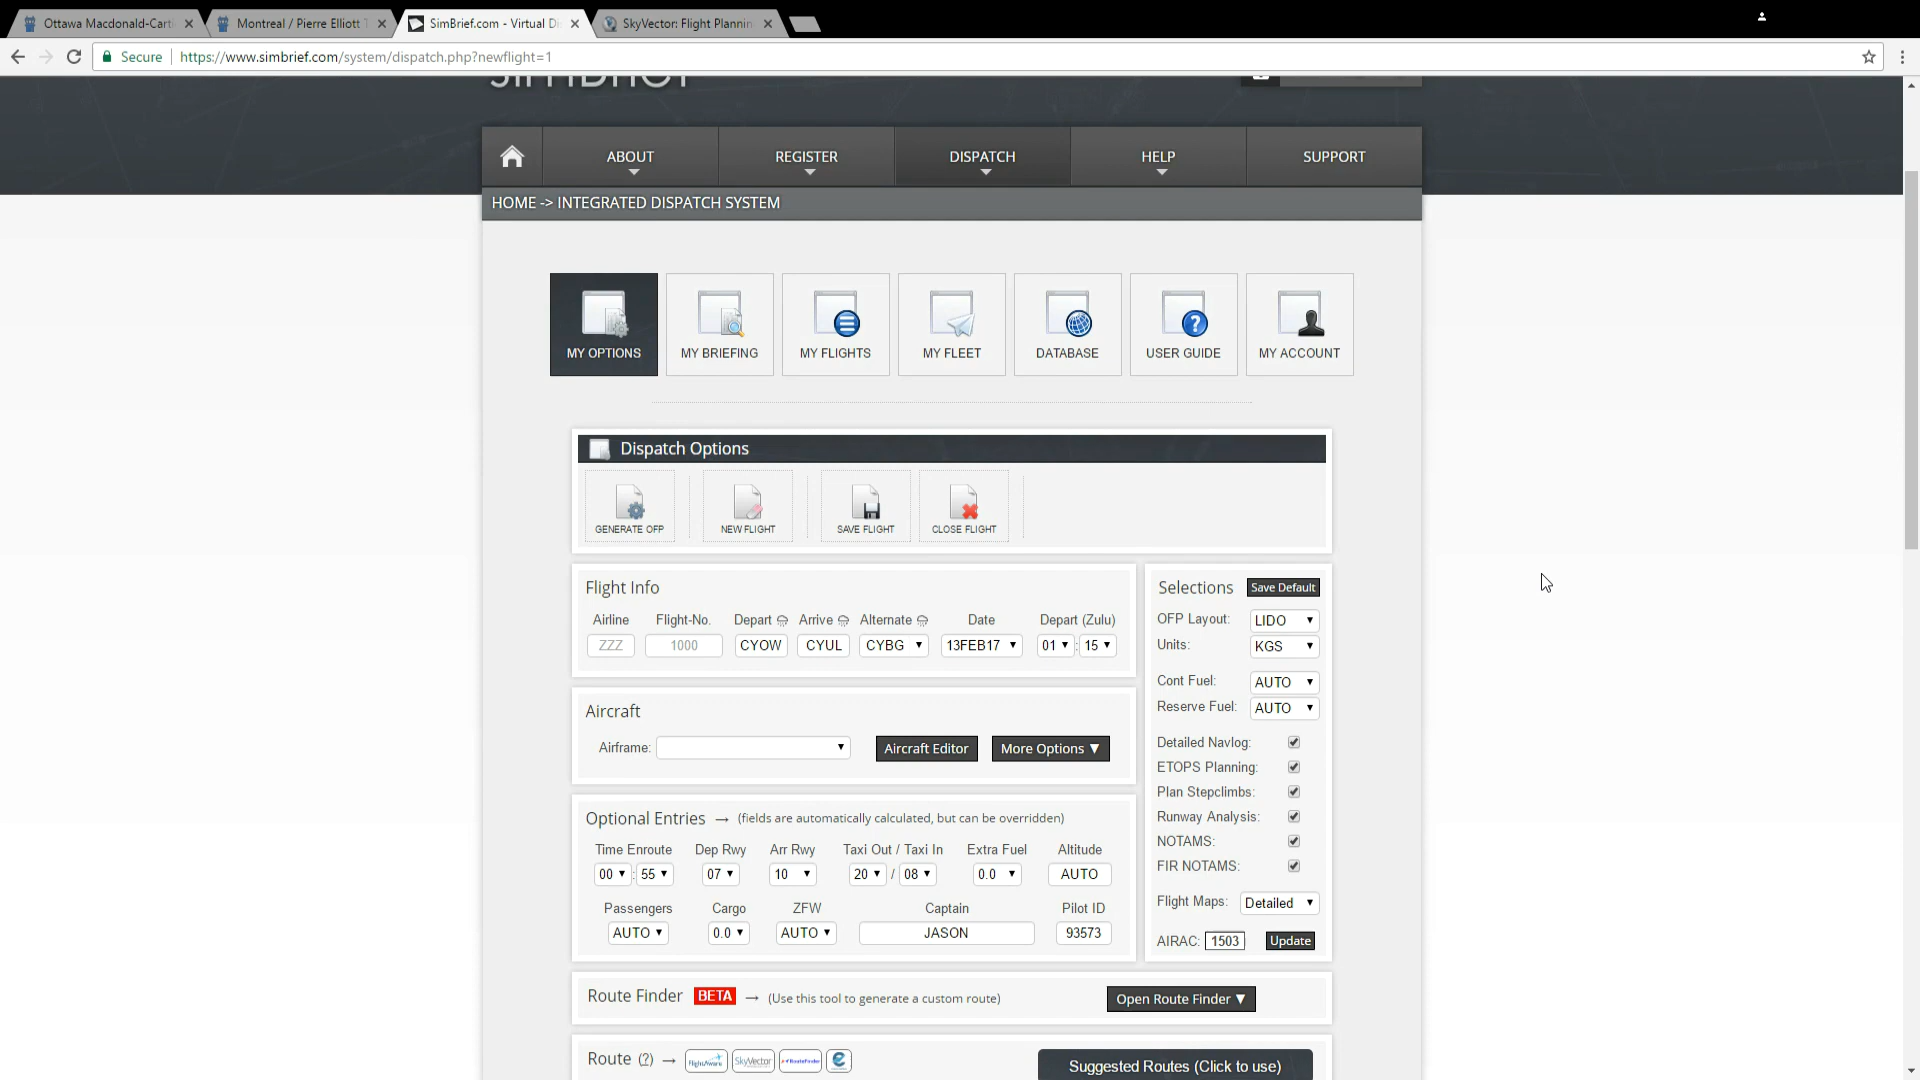 Ottawa Macdonald-Cart
Montreal / Pierre Elliott T
SimBrief.com - Virtual Di
SkyVector: Flight Plannin
Secure https://www.simbrief.com/system/dispatch.php?newflight=1
ABOUT REGISTER DISPATCH HELP SUPPORT
HOME -> INTEGRATED DISPATCH SYSTEM
MY OPTIONS MY BRIEFING MY FLIGHTS MY FLEET DATABASE USER GUIDE MY ACCOUNT
Dispatch Options
GENERATE OFP NEW FLIGHT SAVE FLIGHT CLOSE FLIGHT
Flight Info
Airline Flight-No. Depart Arrive Alternate Date Depart (Zulu)
ZZZ 1000 CYOW CYUL CYBG 13FEB17 01 : 15
Aircraft
Airframe: Aircraft Editor More Options ▼
Optional Entries → (fields are automatically calculated, but can be overridden)
Time Enroute Dep Rwy Arr Rwy Taxi Out / Taxi In Extra Fuel Altitude
00 : 55 07 10 20 / 08 0.0 AUTO
Passengers Cargo ZFW Captain Pilot ID
AUTO 0.0 AUTO JASON 93573
Selections Save Default
OFP Layout: LIDO
Units: KGS
Cont Fuel: AUTO
Reserve Fuel: AUTO
Detailed Navlog:
ETOPS Planning:
Plan Stepclimbs:
Runway Analysis:
NOTAMS:
FIR NOTAMS:
Flight Maps: Detailed
AIRAC: 1503 Update
Route Finder BETA → (Use this tool to generate a custom route) Open Route Finder ▼
Route (?) → FlightAware SkyVector RouteFinder Suggested Routes (Click to use)